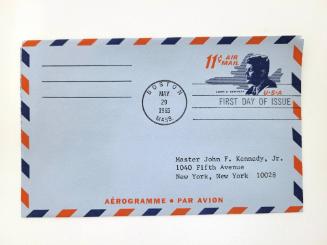 11¢ AIR
MAIL
JOHN F. KENNEDY
U·S·A
BOSTON
MAY
29
1965
MASS.
FIRST DAY OF ISSUE
Master John F. Kennedy, Jr.
1040 Fifth Avenue
New York, New York 10028
AÉROGRAMME • PAR AVION